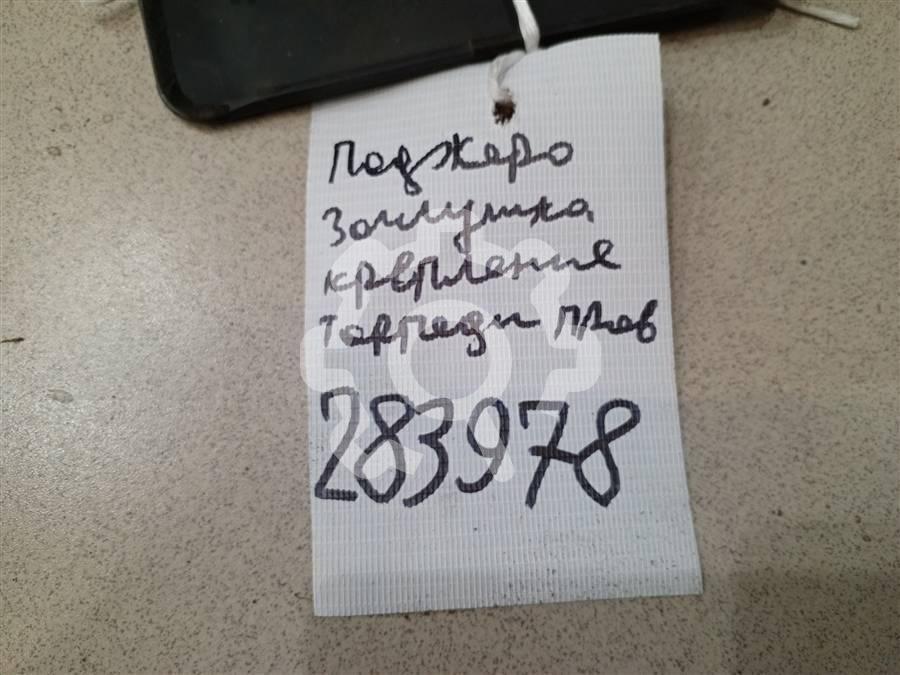 Паджеро
Заглушка
крепление
торпеды прав
283978